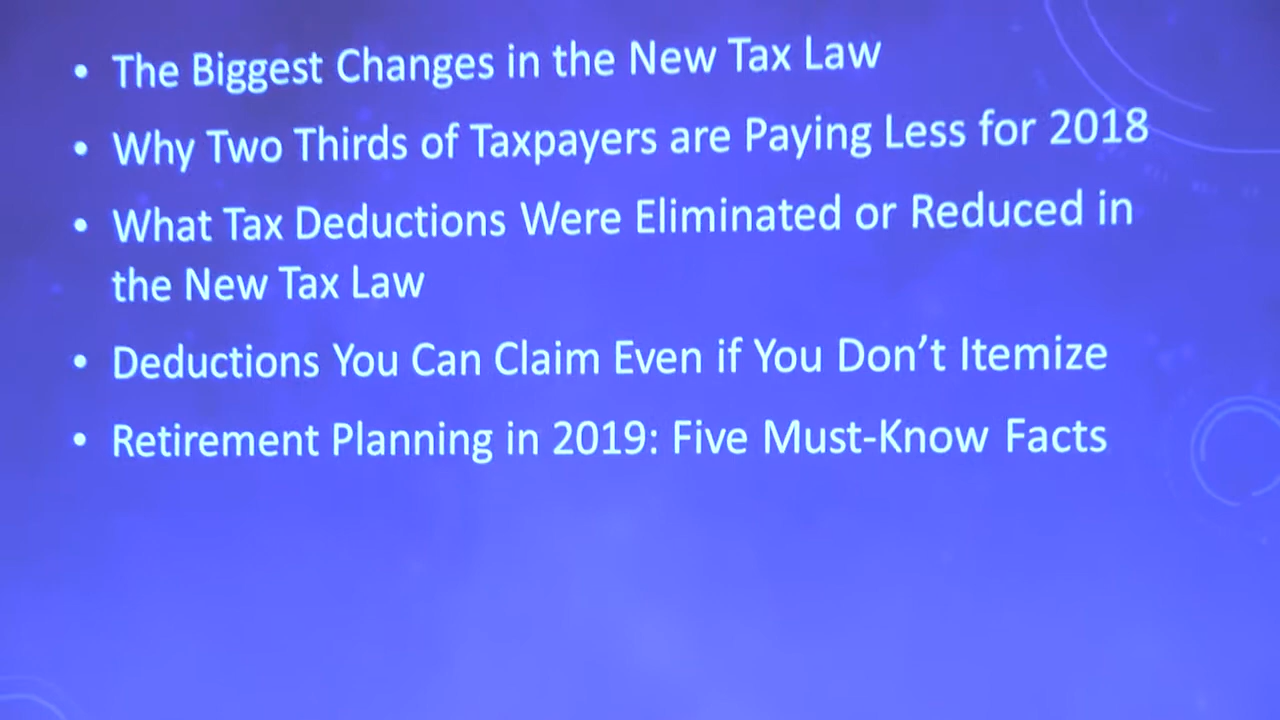 • The Biggest Changes in the New Tax Law
• Why Two Thirds of Taxpayers are Paying Less for 2018
• What Tax Deductions Were Eliminated or Reduced in
the New Tax Law
• Deductions You Can Claim Even if You Don’t Itemize
• Retirement Planning in 2019: Five Must-Know Facts